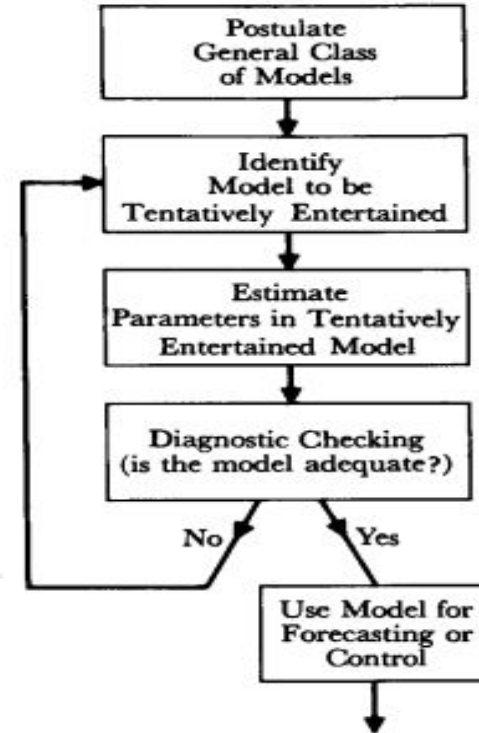 Postulate
General Class
of Models
Identify
Model to be
Tentatively Entertained
Estimate
Parameters in Tentatively
Entertained Model
Diagnostic Checking
(is the model adequate?)
No
Yes
Use Model for
Forecasting or
Control